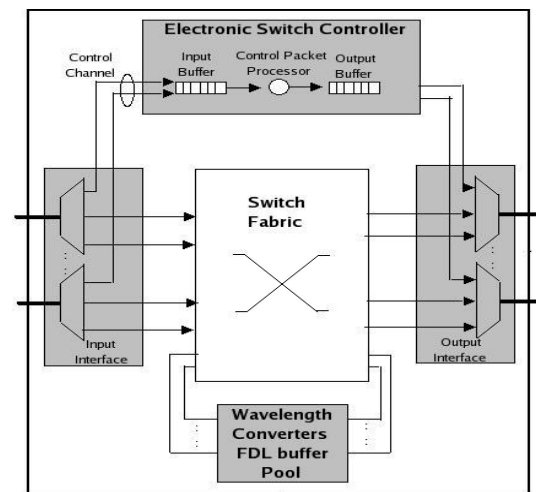 Electronic Switch Controller
Control
Channel
Input
Buffer
Control Packet
Processor
Output
Buffer
Switch
Fabric
Input
Interface
Output
Interface
Wavelength
Converters
FDL buffer
Pool